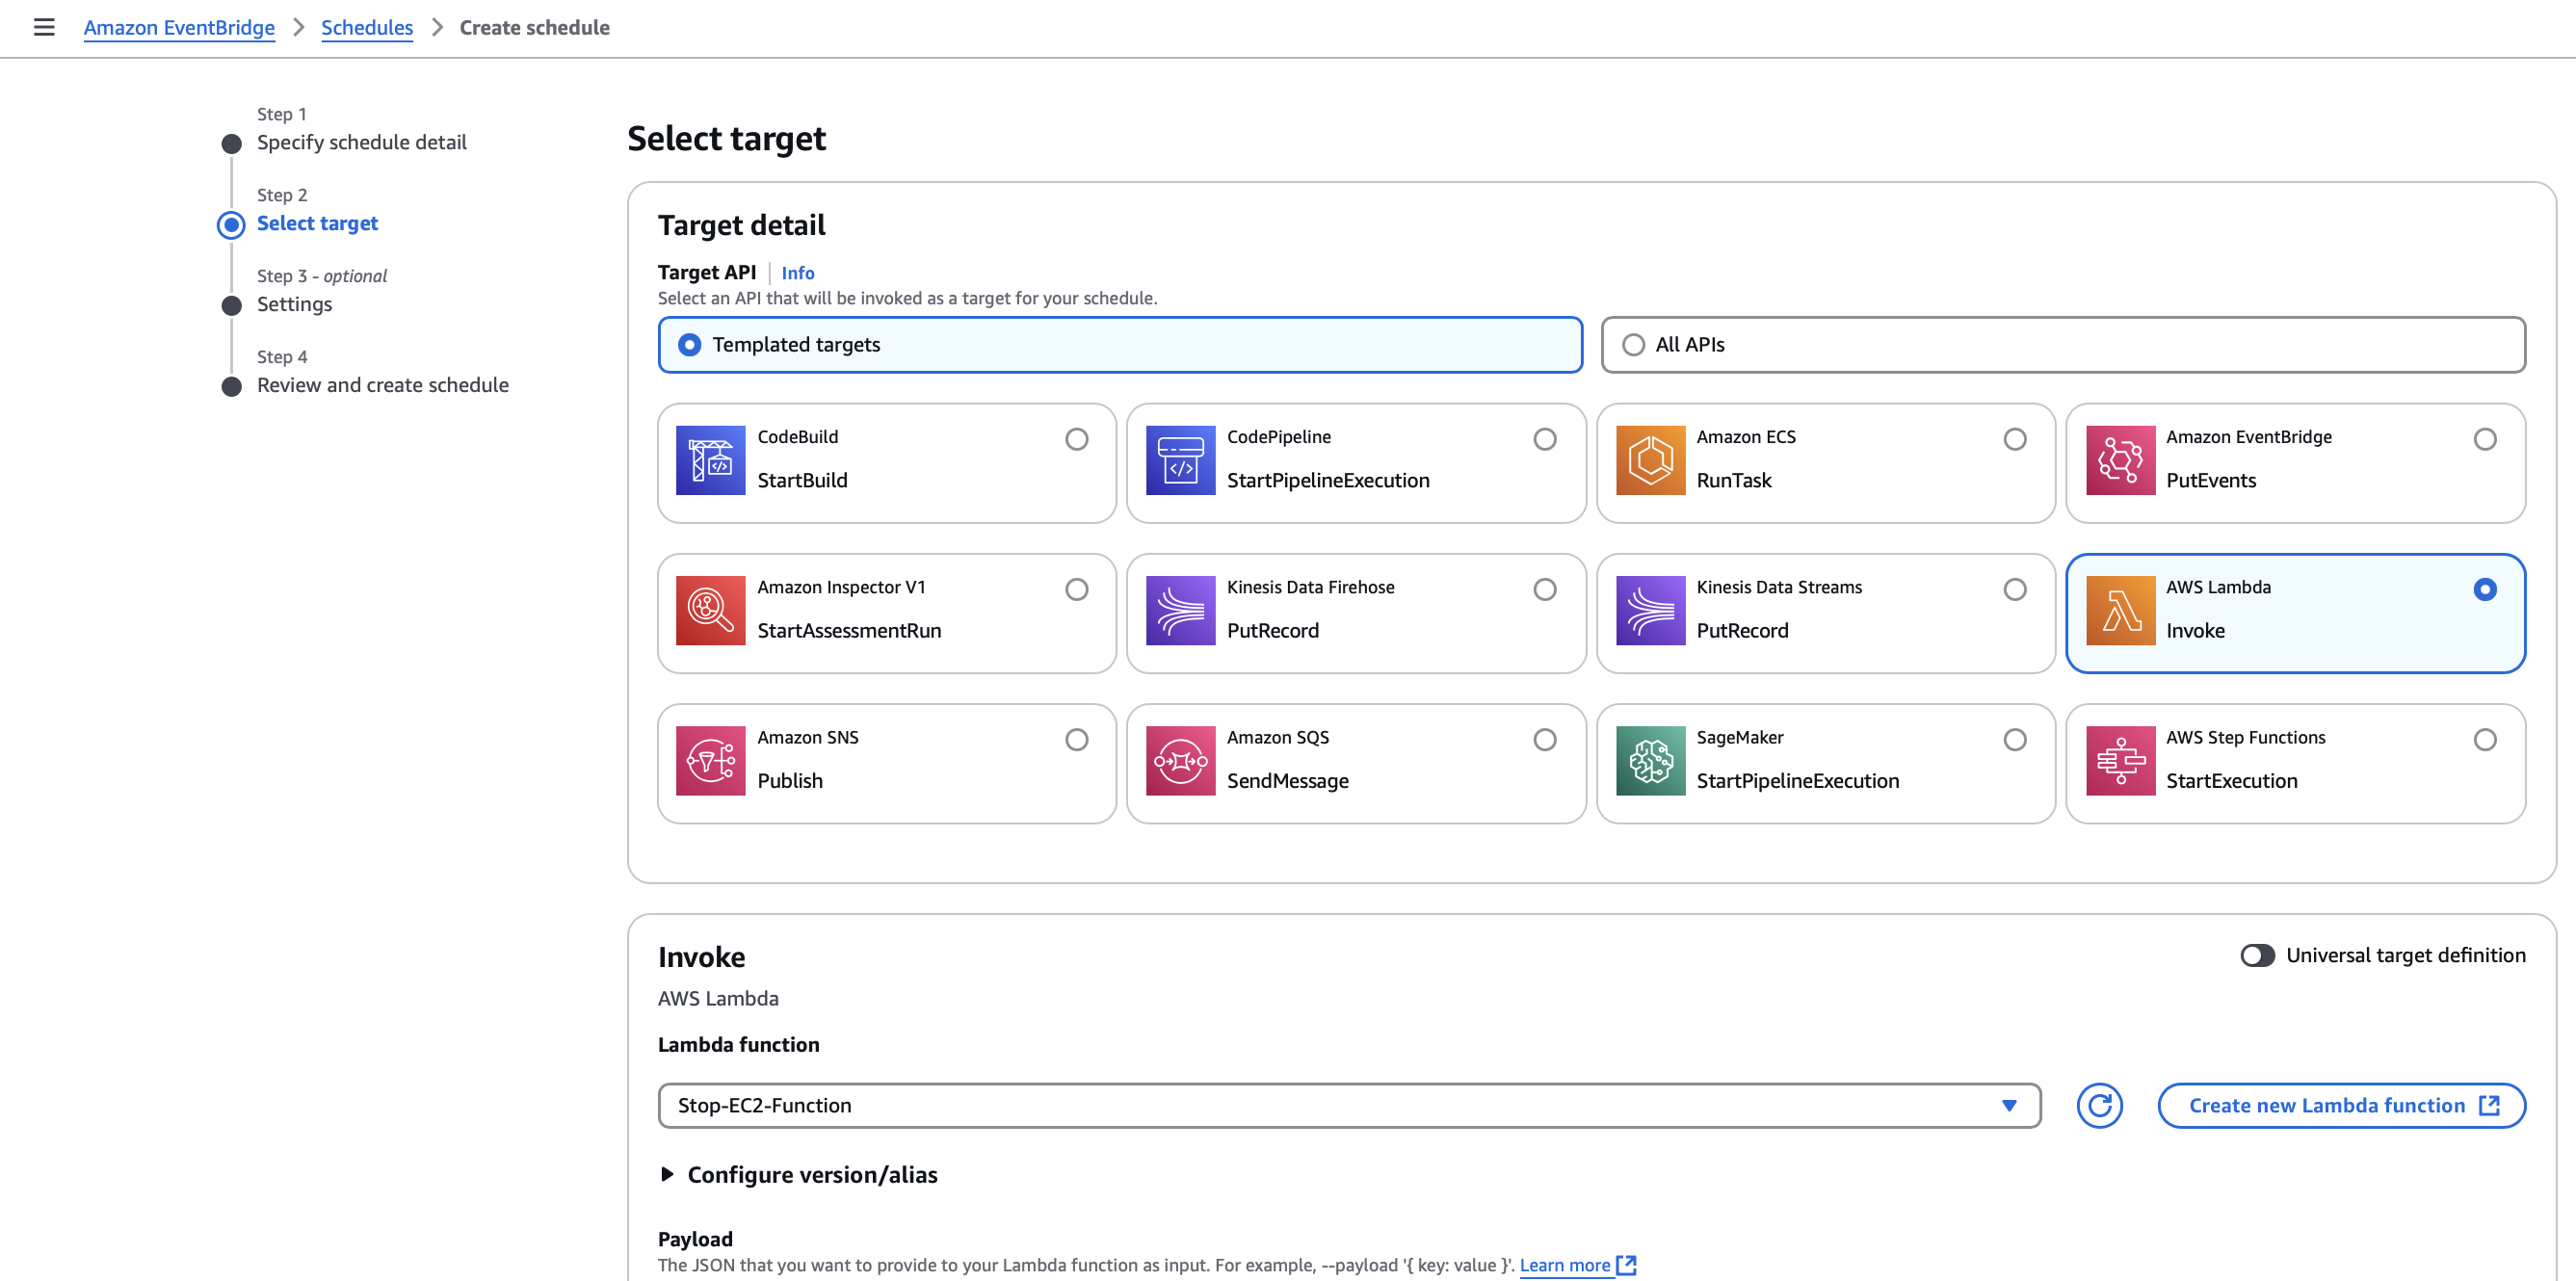 Amazon EventBridge > Schedules > Create schedule
Step 1
Specify schedule detail
Step 2
Select target
Step 3 - optional
Settings
Step 4
Review and create schedule
Select target
Target detail
Target API | Info
Select an API that will be invoked as a target for your schedule.
Templated targets
All APIs
CodeBuild
StartBuild
CodePipeline
StartPipelineExecution
Amazon ECS
RunTask
Amazon EventBridge
PutEvents
Amazon Inspector V1
StartAssessmentRun
Kinesis Data Firehose
PutRecord
Kinesis Data Streams
PutRecord
AWS Lambda
Invoke
Amazon SNS
Publish
Amazon SQS
SendMessage
SageMaker
StartPipelineExecution
AWS Step Functions
StartExecution
Invoke
Universal target definition
AWS Lambda
Lambda function
Stop-EC2-Function
Create new Lambda function
Configure version/alias
Payload
The JSON that you want to provide to your Lambda function as input. For example, --payload '{ key: value }'. Learn more